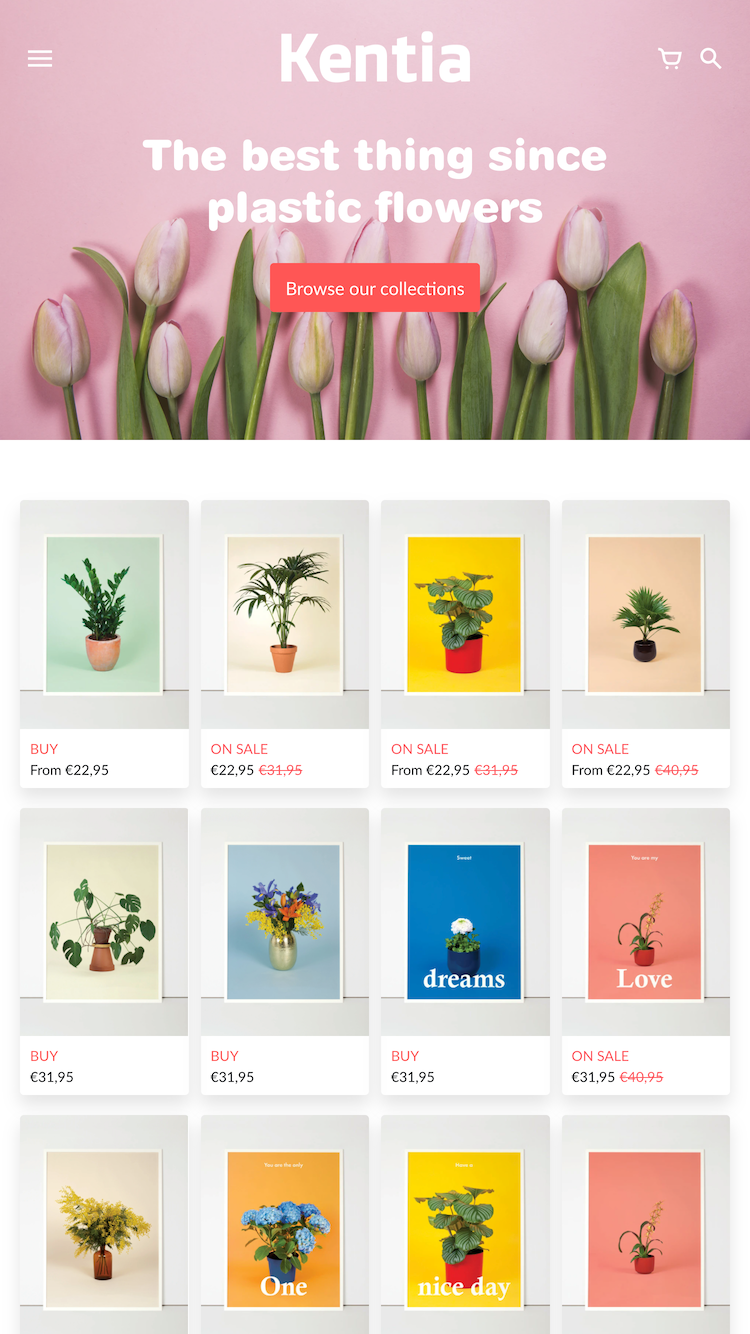 Kentia
The best thing since
plastic flowers
Browse our collections
BUY
From €22,95
ON SALE
€22,95 €31,95
ON SALE
From €22,95 €31,95
ON SALE
From €22,95 €40,95
Sweet
dreams
You are my
Love
BUY
€31,95
BUY
€31,95
BUY
€31,95
ON SALE
€31,95 €40,95
You are the only
One
Have a
nice day